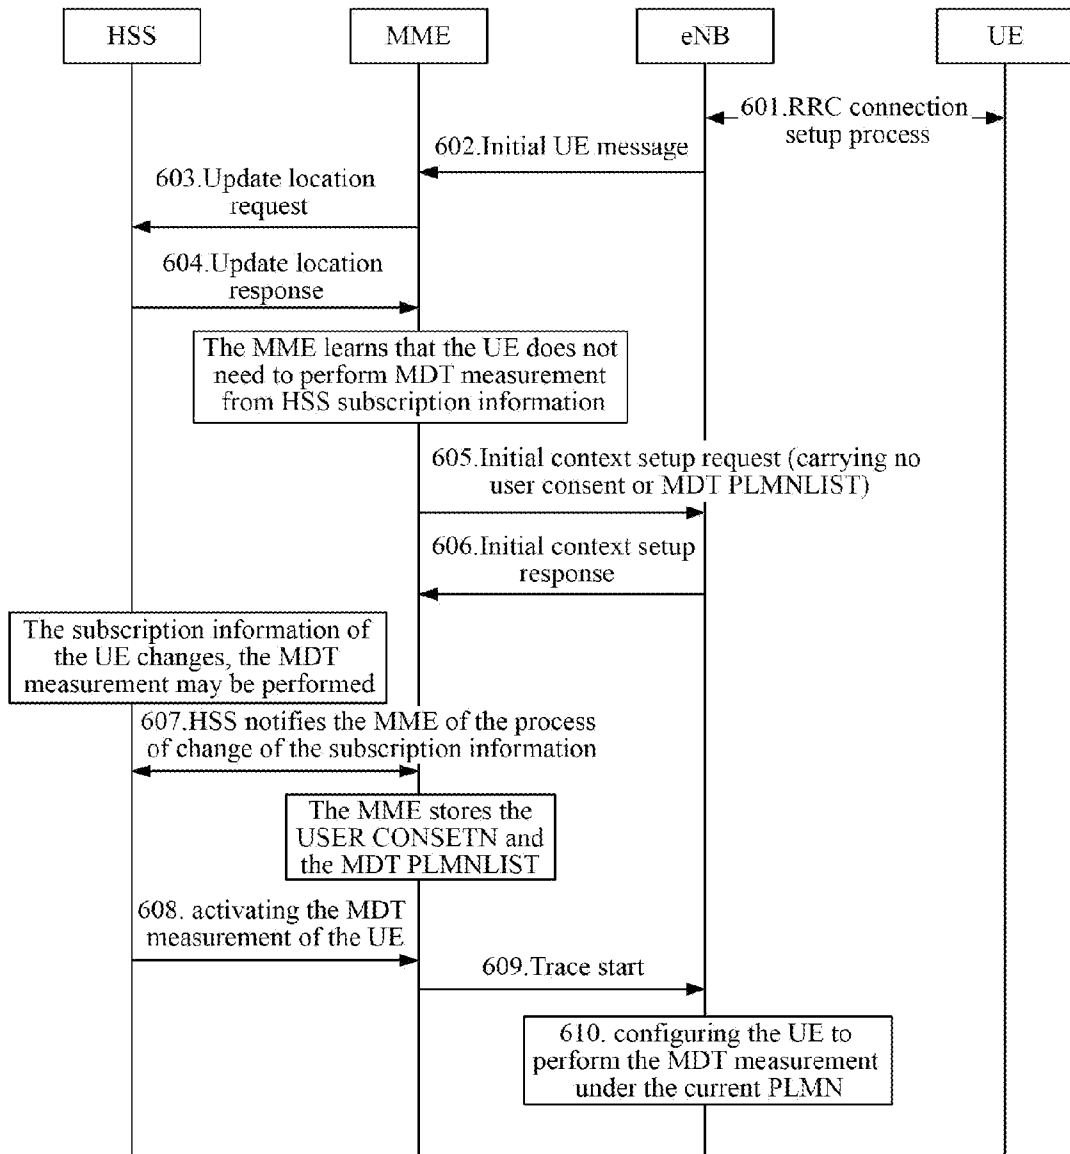 HSS
MME
eNB
UE
601.RRC connection
setup process
602.Initial UE message
603.Update location
request
604.Update location
response
The MME learns that the UE does not
need to perform MDT measurement
from HSS subscription information
605.Initial context setup request (carrying no
user consent or MDT PLMNLIST)
606.Initial context setup
response
The subscription information of
the UE changes, the MDT
measurement may be performed
607.HSS notifies the MME of the process
of change of the subscription information
The MME stores the
USER CONSETN and
the MDT PLMNLIST
608. activating the MDT
measurement of the UE
609.Trace start
610. configuring the UE to
perform the MDT measurement
under the current PLMN